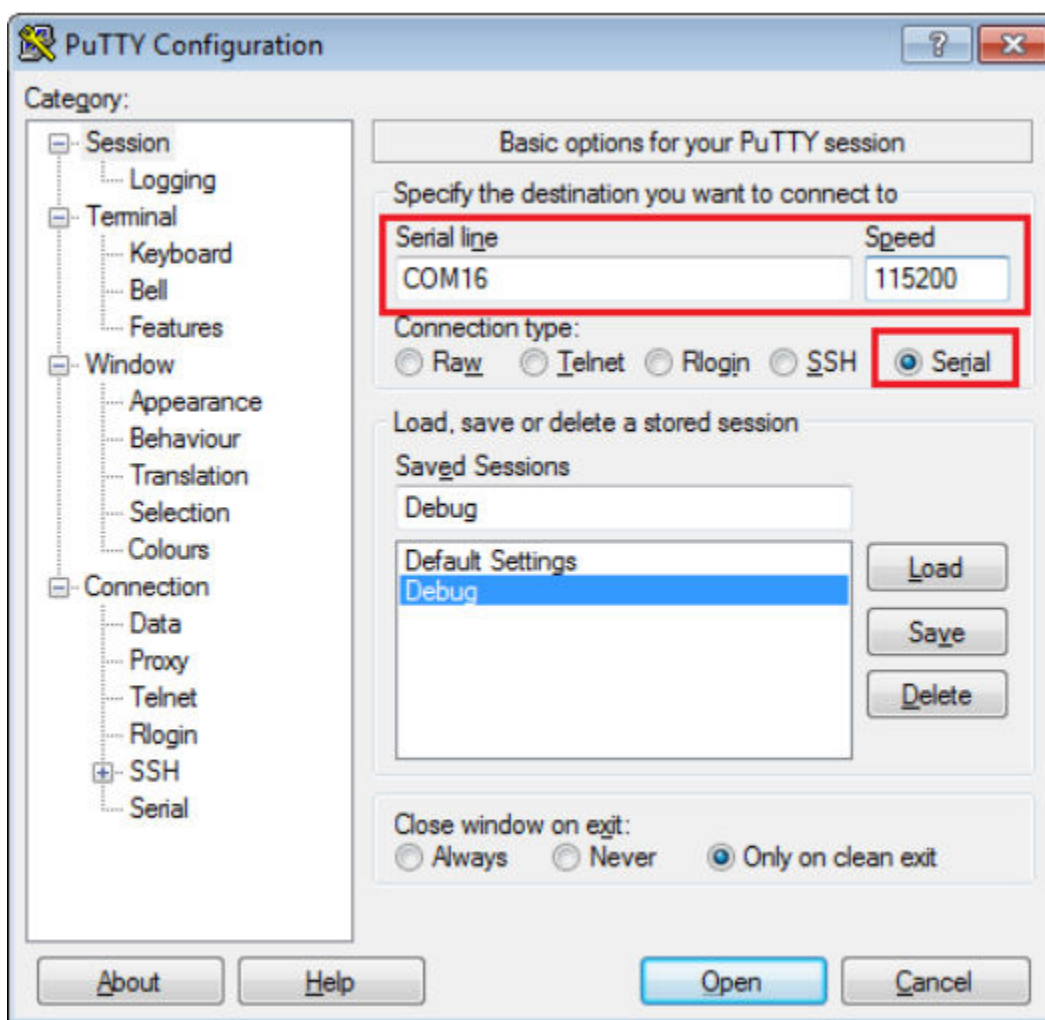 PuTTY Configuration
Category:
Session
Logging
Terminal
Keyboard
Bell
Features
Window
Appearance
Behaviour
Translation
Selection
Colours
Connection
Data
Proxy
Telnet
Rlogin
SSH
Serial
Basic options for your PuTTY session
Specify the destination you want to connect to
Serial line Speed
COM16 115200
Connection type:
Raw Telnet Rlogin SSH Serial
Load, save or delete a stored session
Saved Sessions
Debug
Default Settings
Debug
Load
Save
Delete
Close window on exit:
Always Never Only on clean exit
About Help Open Cancel